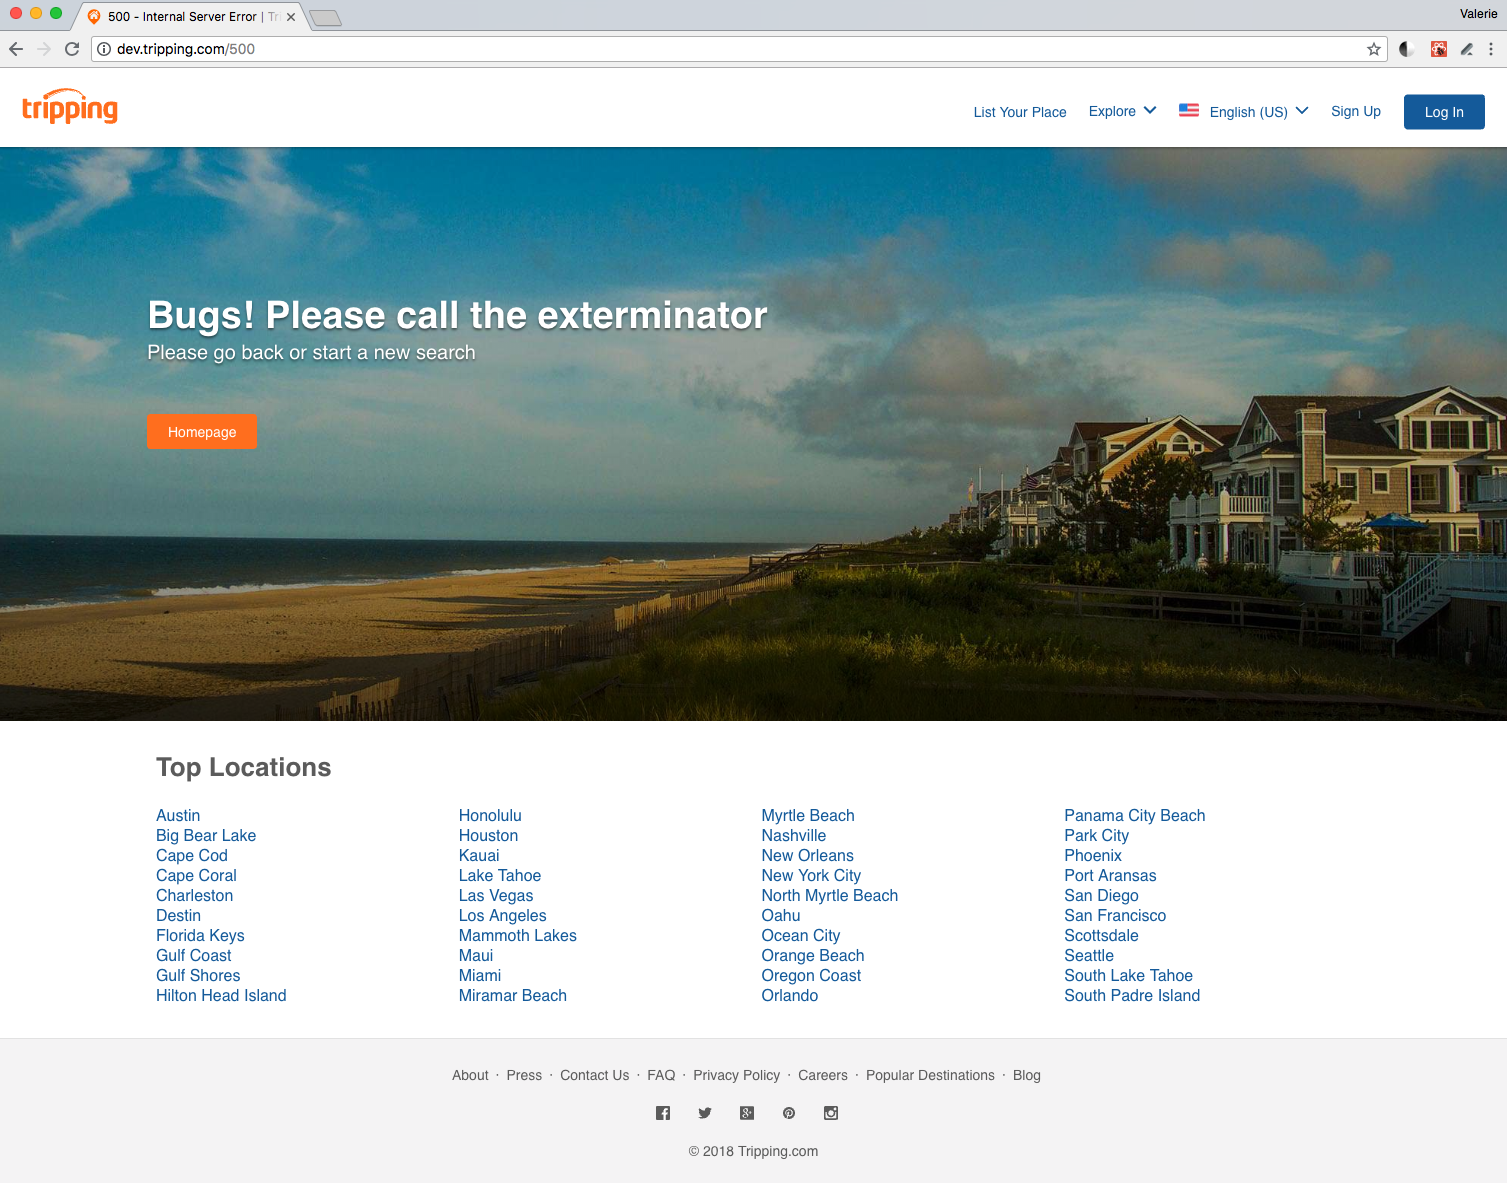 500 - Internal Server Error | Tri
Valerie
dev.tripping.com/500
tripping
List Your Place
Explore
English (US)
Sign Up
Log In
Bugs! Please call the exterminator
Please go back or start a new search
Homepage
Top Locations
Austin
Big Bear Lake
Cape Cod
Cape Coral
Charleston
Destin
Florida Keys
Gulf Coast
Gulf Shores
Hilton Head Island
Honolulu
Houston
Kauai
Lake Tahoe
Las Vegas
Los Angeles
Mammoth Lakes
Maui
Miami
Miramar Beach
Myrtle Beach
Nashville
New Orleans
New York City
North Myrtle Beach
Oahu
Ocean City
Orange Beach
Oregon Coast
Orlando
Panama City Beach
Park City
Phoenix
Port Aransas
San Diego
San Francisco
Scottsdale
Seattle
South Lake Tahoe
South Padre Island
About · Press · Contact Us · FAQ · Privacy Policy · Careers · Popular Destinations · Blog
© 2018 Tripping.com